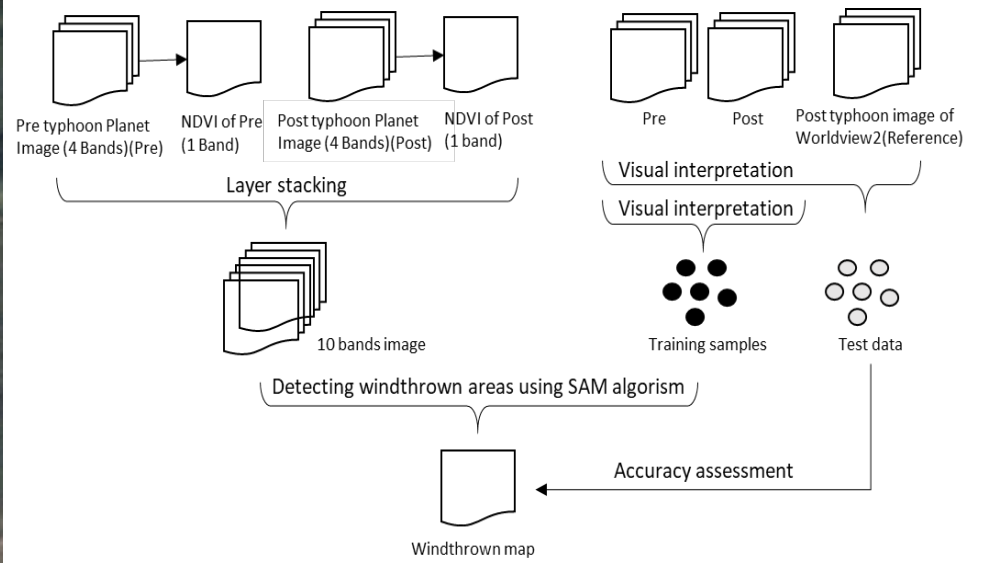 Pre typhoon Planet
Image (4 Bands)(Pre)
NDVI of Pre
(1 Band)
Post typhoon Planet
Image (4 Bands)(Post)
NDVI of Post
(1 band)
Pre
Post
Post typhoon image of
Worldview2(Reference)
Layer stacking
Visual interpretation
Visual interpretation
10 bands image
Training samples
Test data
Detecting windthrown areas using SAM algorism
Accuracy assessment
Windthrown map